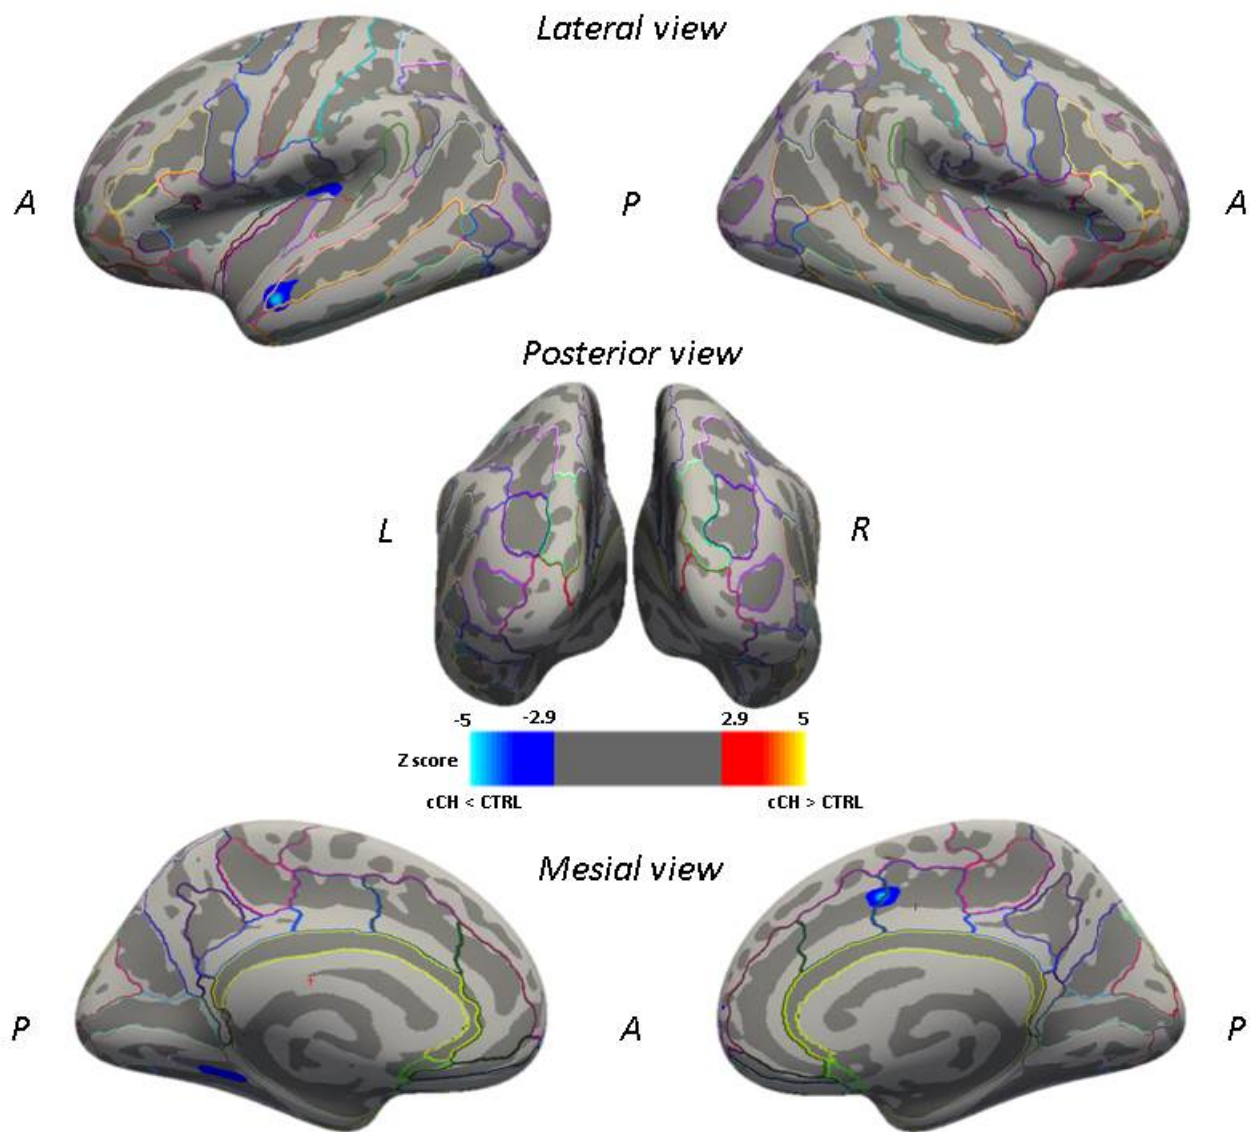 Lateral view
A P A
Posterior view
L R
-5 -2.9 2.9 5
Z score
cCH < CTRL cCH > CTRL
Mesial view
P A P